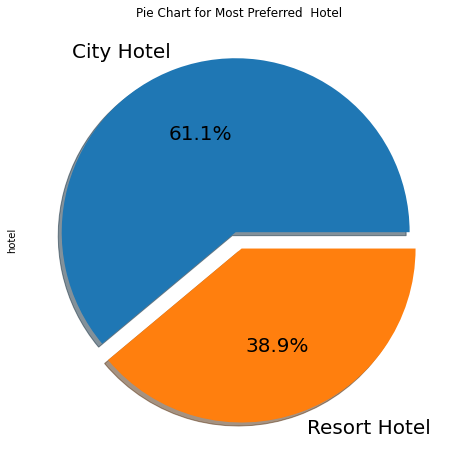 Pie Chart for Most Preferred  Hotel
City Hotel
61.1%
hotel
38.9%
Resort Hotel